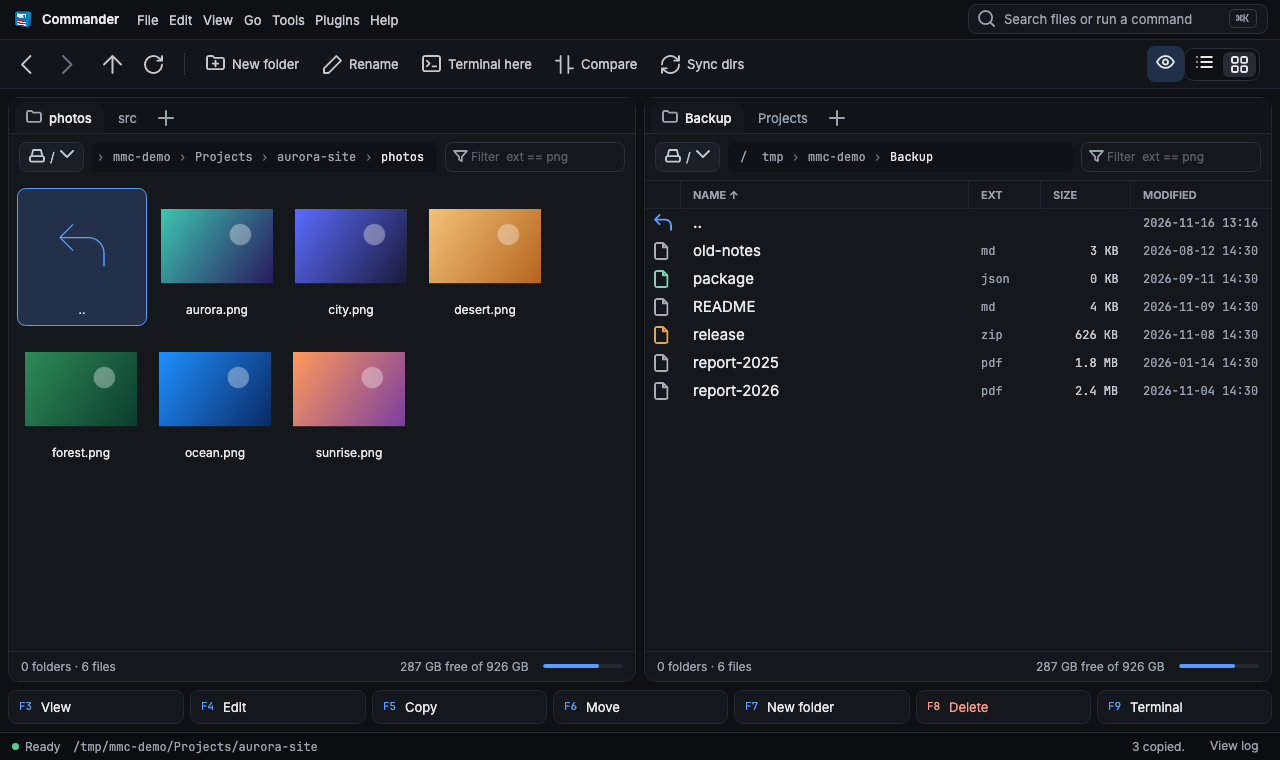 Commander File Edit View Go Tools Plugins Help
Search files or run a command ⌘K
New folder Rename Terminal here Compare Sync dirs
photos src
/ › mmc-demo › Projects › aurora-site › photos Filter ext == png
..
aurora.png
city.png
desert.png
forest.png
ocean.png
sunrise.png
0 folders · 6 files 287 GB free of 926 GB
Backup Projects
/ / tmp › mmc-demo › Backup Filter ext == png
NAME ↑ EXT SIZE MODIFIED
.. 2026-11-16 13:16
old-notes md 3 KB 2026-08-12 14:30
package json 0 KB 2026-09-11 14:30
README md 4 KB 2026-11-09 14:30
release zip 626 KB 2026-11-08 14:30
report-2025 pdf 1.8 MB 2026-01-14 14:30
report-2026 pdf 2.4 MB 2026-11-04 14:30
0 folders · 6 files 287 GB free of 926 GB
F3 View F4 Edit F5 Copy F6 Move F7 New folder F8 Delete F9 Terminal
Ready /tmp/mmc-demo/Projects/aurora-site 3 copied. View log